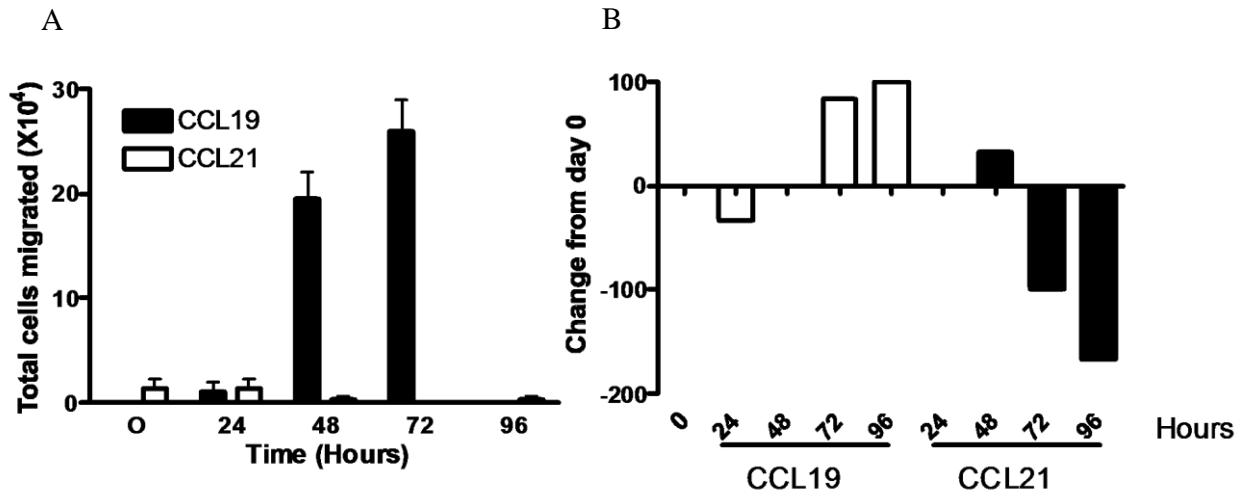 A
Total cells migrated (X10⁴)
30
20
10
0
CCL19
CCL21
O 24 48 72 96
Time (Hours)
B
Change from day 0
100
0
-100
-200
0 24 48 72 96 24 48 72 96 Hours
CCL19 CCL21